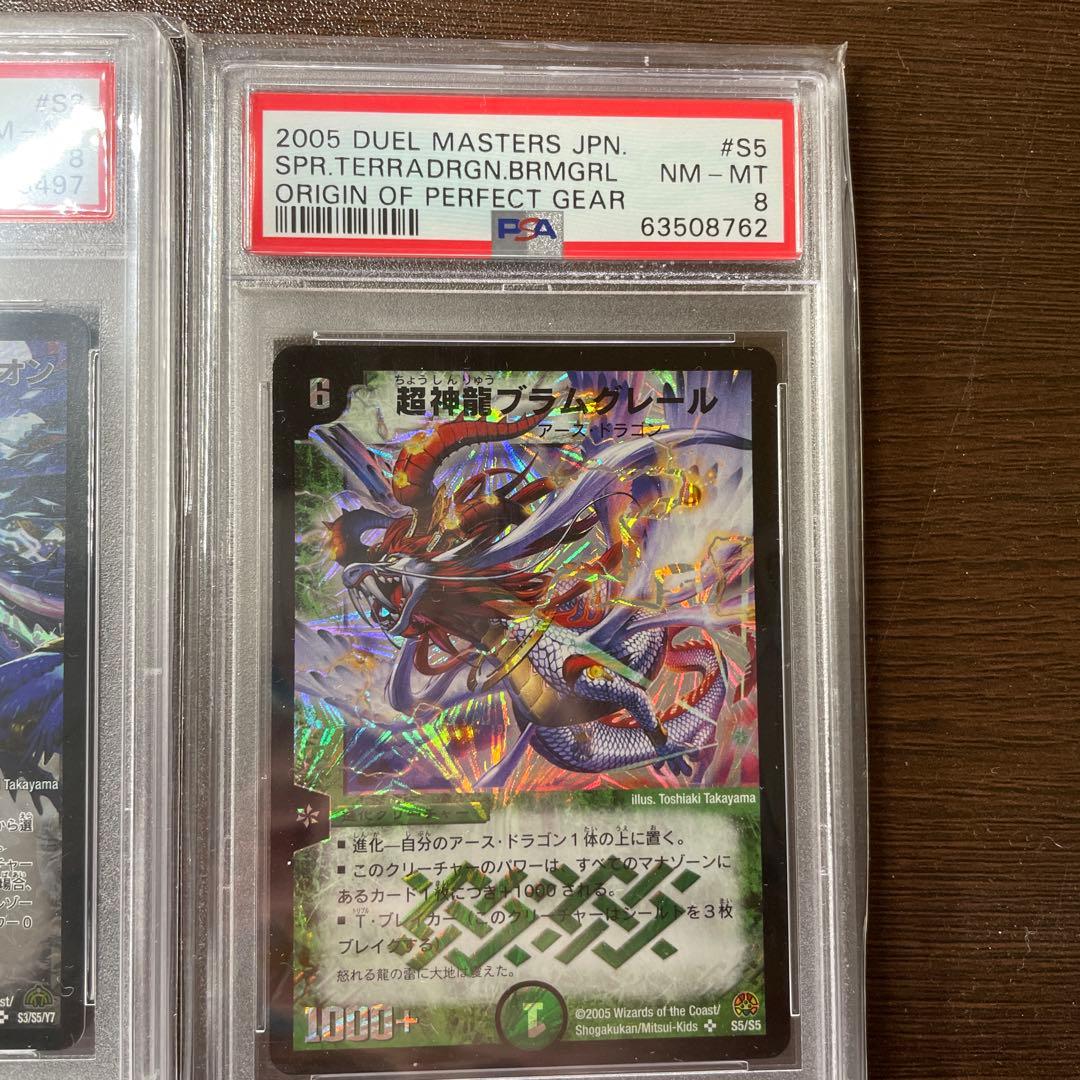 #S3
8
497
オン
Takayama
から選
S3/S5/Y7
2005 DUEL MASTERS JPN. #S5
SPR.TERRADRGN.BRMGRL NM-MT
ORIGIN OF PERFECT GEAR 8
PSA 63508762
6
ちょうしんりゅう
超神龍ブラムグレール
アース・ドラゴン
illus. Toshiaki Takayama
■ 進化—自分のアース・ドラゴン1体の上に置く。
■ このクリーチャーのパワーは、すべてのマナゾーンに
あるカード1枚につき+1000される。
■ T・ブレイカー(このクリーチャーはシールドを3枚
ブレイクする)
怒れる龍の雷に大地は震えた。
1000+
T
©2005 Wizards of the Coast/
Shogakukan/Mitsui-Kids S5/S5